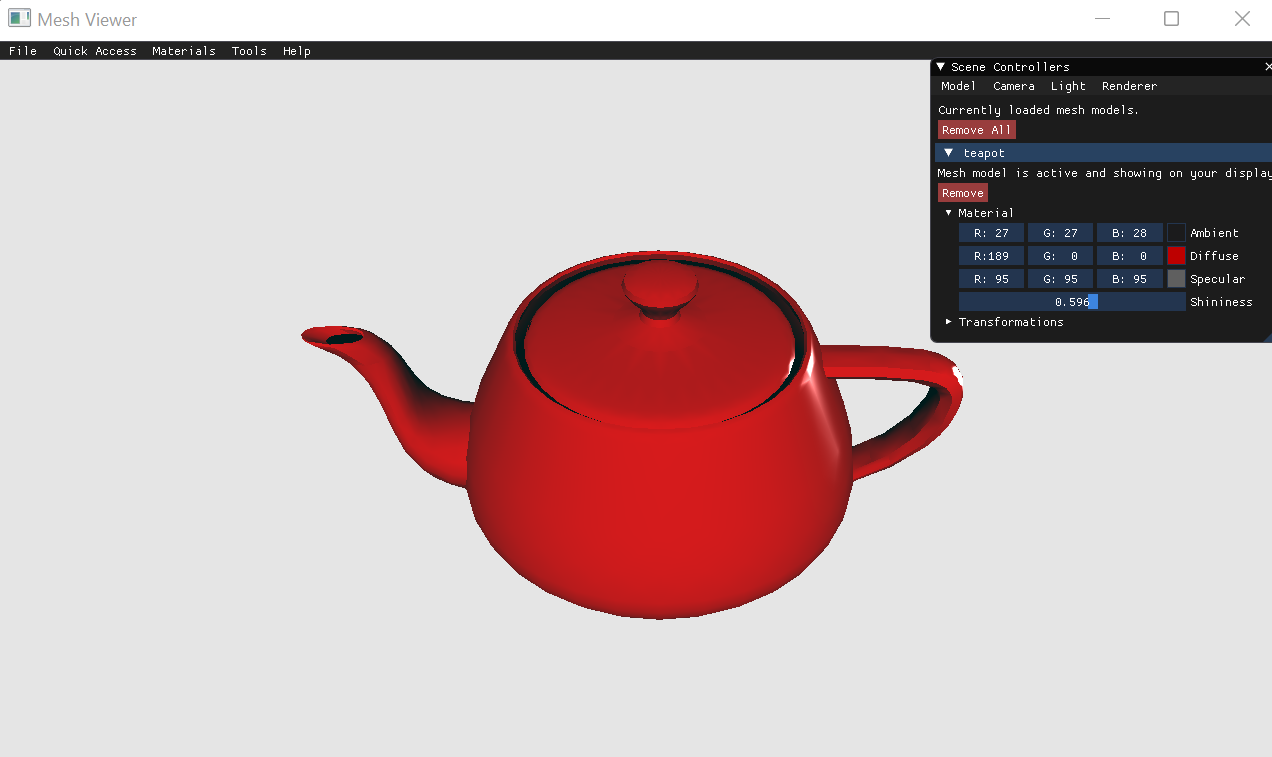 Mesh Viewer
File Quick Access Materials Tools Help
Scene Controllers
Model Camera Light Renderer
Currently loaded mesh models.
Remove All
teapot
Mesh model is active and showing on your display
Remove
Material
R: 27 G: 27 B: 28 Ambient
R:189 G: 0 B: 0 Diffuse
R: 95 G: 95 B: 95 Specular
0.596 Shininess
Transformations